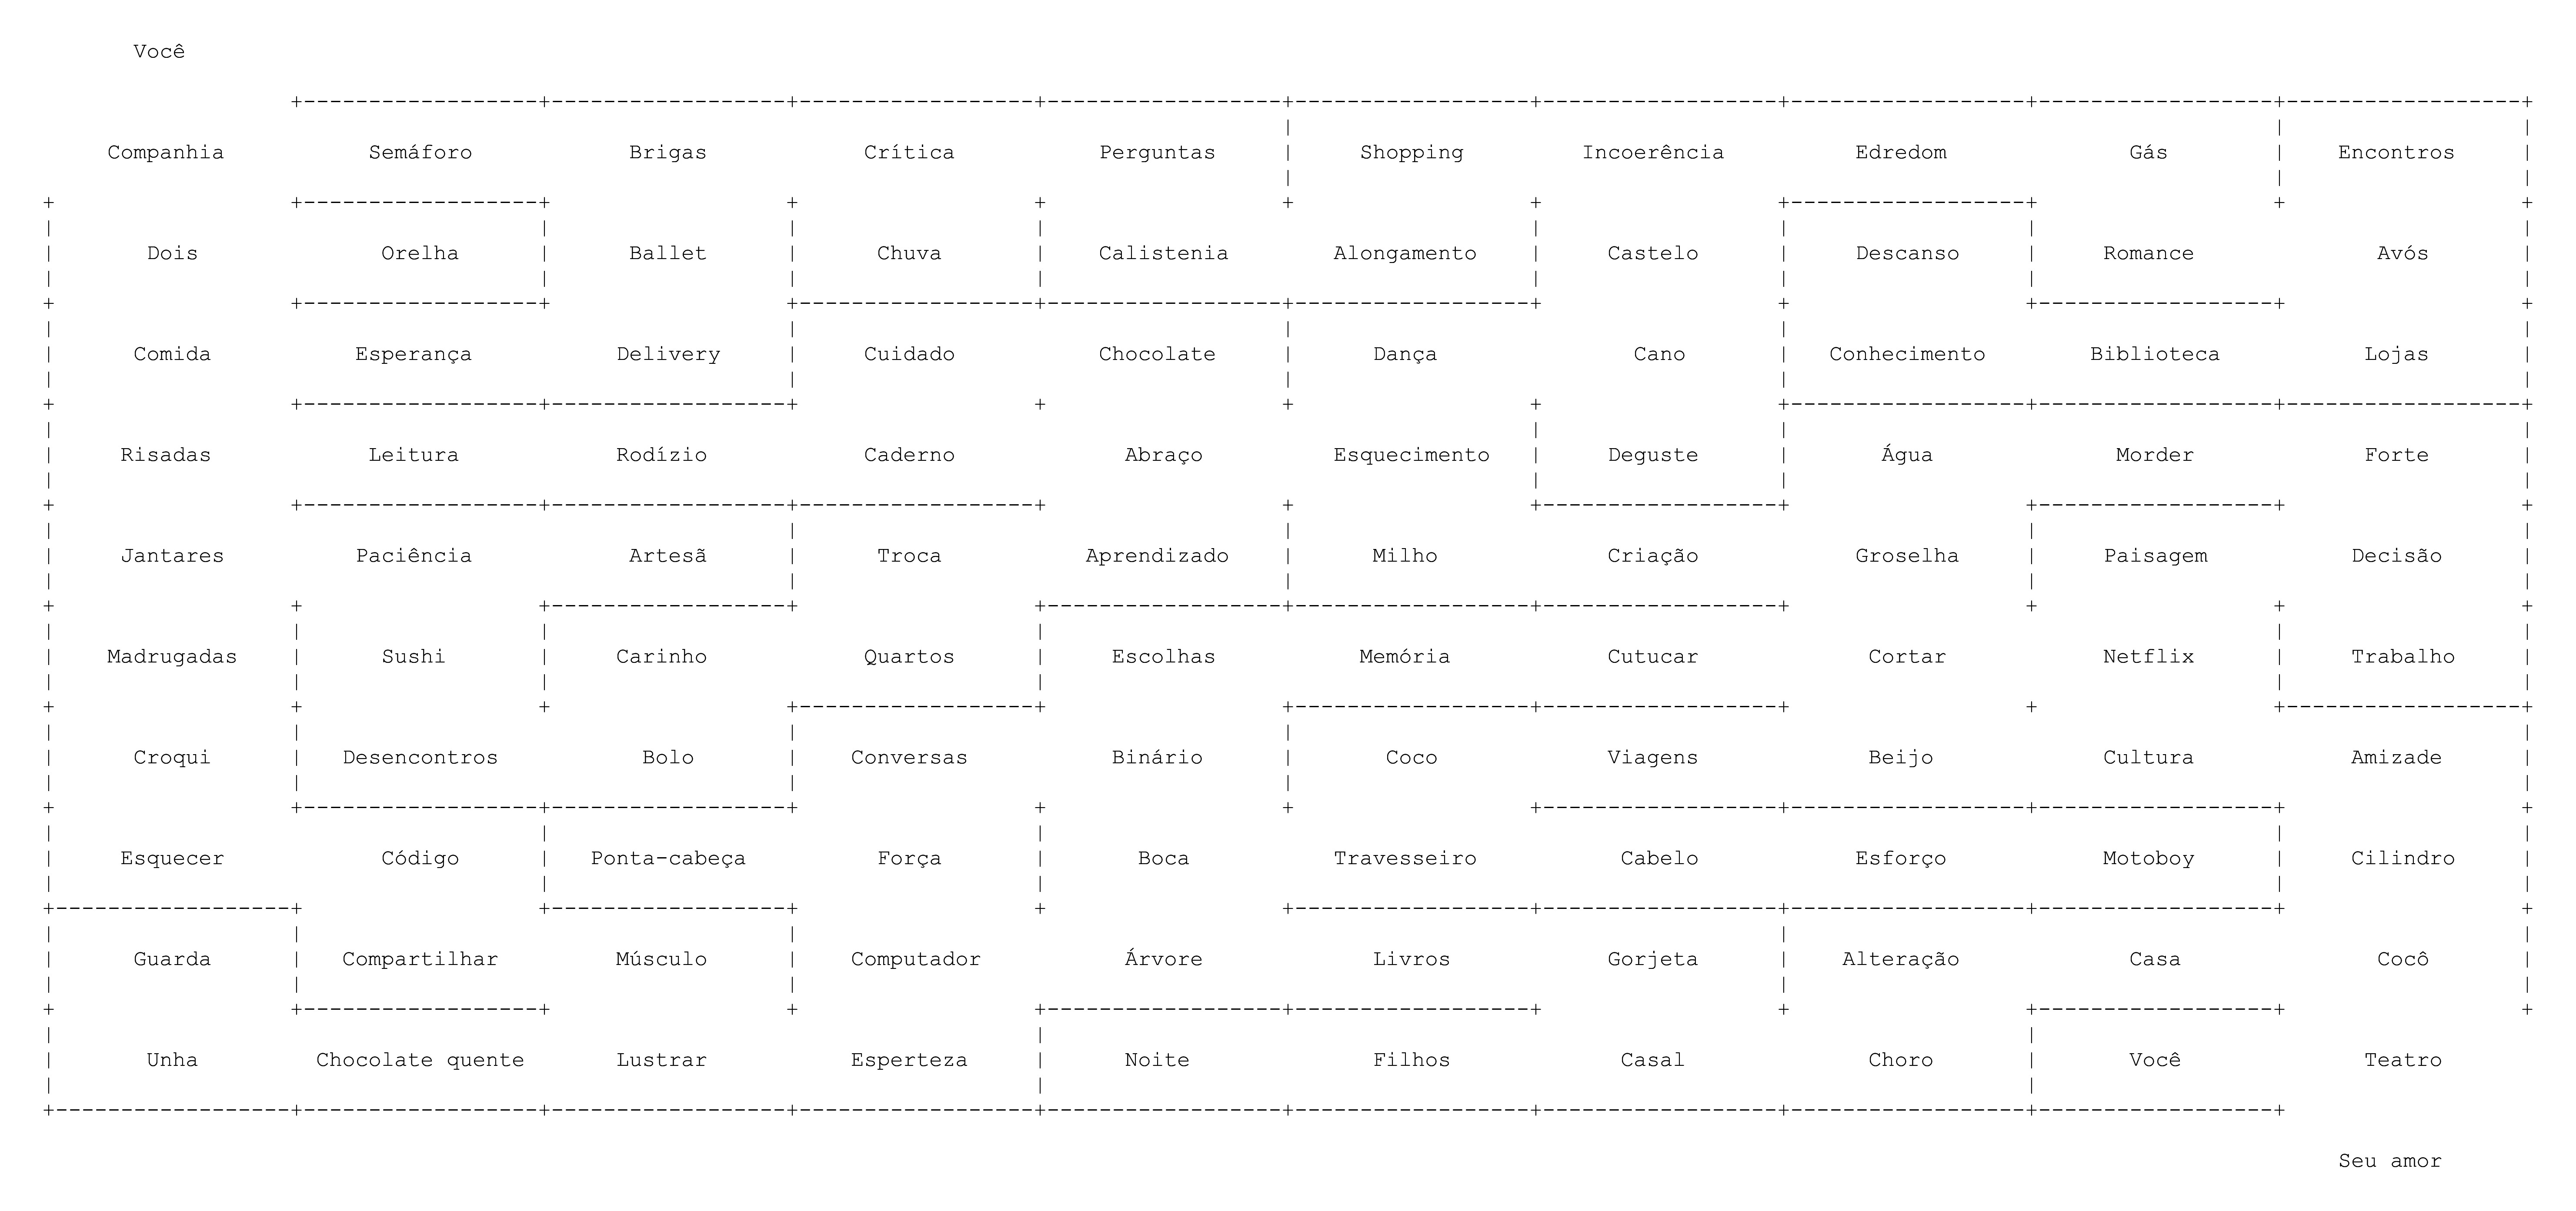 Você
Companhia Semáforo Brigas Crítica Perguntas Shopping Incoerência Edredom Gás Encontros
Dois Orelha Ballet Chuva Calistenia Alongamento Castelo Descanso Romance Avós
Comida Esperança Delivery Cuidado Chocolate Dança Cano Conhecimento Biblioteca Lojas
Risadas Leitura Rodízio Caderno Abraço Esquecimento Deguste Água Morder Forte
Jantares Paciência Artesã Troca Aprendizado Milho Criação Groselha Paisagem Decisão
Madrugadas Sushi Carinho Quartos Escolhas Memória Cutucar Cortar Netflix Trabalho
Croqui Desencontros Bolo Conversas Binário Coco Viagens Beijo Cultura Amizade
Esquecer Código Ponta-cabeça Força Boca Travesseiro Cabelo Esforço Motoboy Cilindro
Guarda Compartilhar Músculo Computador Árvore Livros Gorjeta Alteração Casa Cocô
Unha Chocolate quente Lustrar Esperteza Noite Filhos Casal Choro Você Teatro
Seu amor